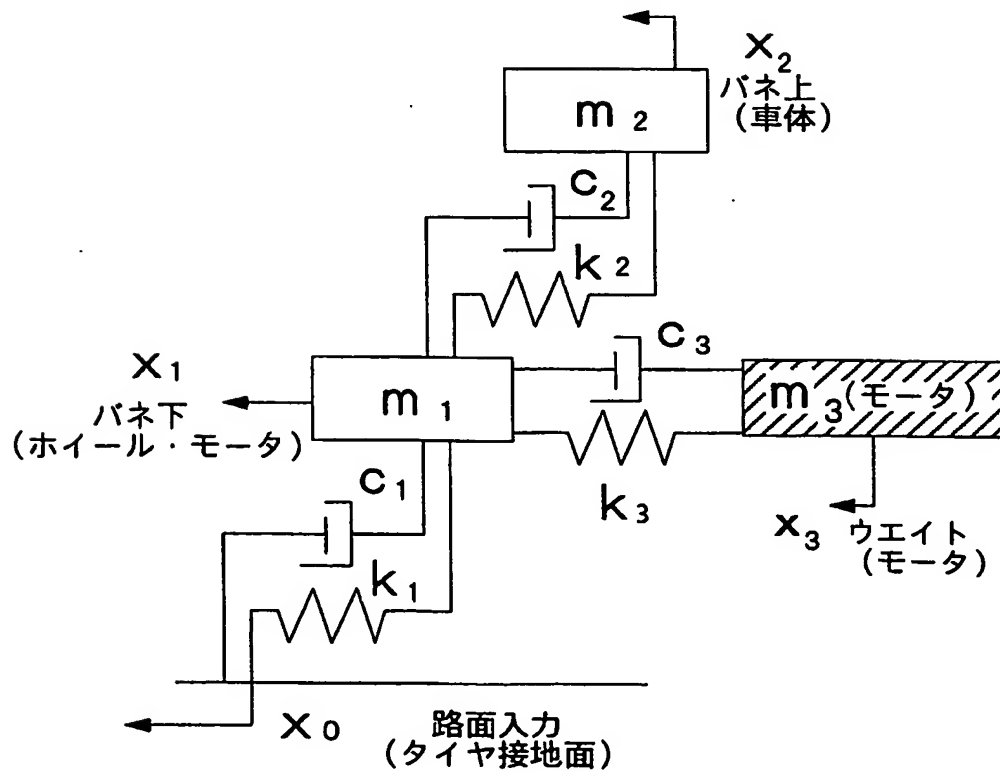 x₂
バネ上
(車体)
m₂
c₂
k₂
c₃
x₁
バネ下
(ホイール・モータ)
m₁
m₃(モータ)
k₃
x₃ ウエイト
(モータ)
c₁
k₁
x₀
路面入力
(タイヤ接地面)